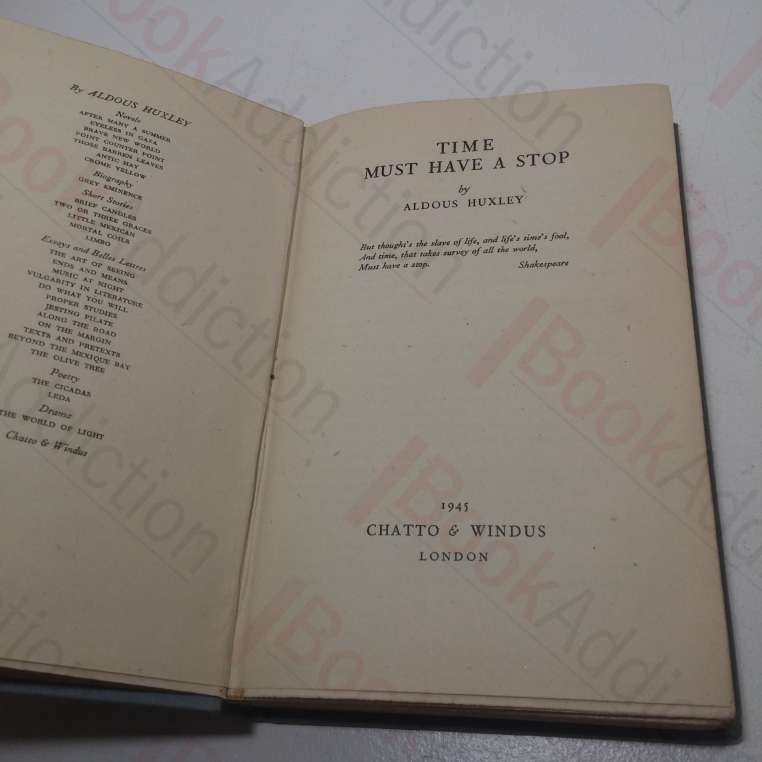 By ALDOUS HUXLEY
Novels
AFTER MANY A SUMMER
EYELESS IN GAZA
BRAVE NEW WORLD
POINT COUNTER POINT
THOSE BARREN LEAVES
ANTIC HAY
CROME YELLOW
Biography
GREY EMINENCE
Short Stories
BRIEF CANDLES
TWO OR THREE GRACES
LITTLE MEXICAN
MORTAL COILS
LIMBO
Essays and Belles Lettres
THE ART OF SEEING
ENDS AND MEANS
MUSIC AT NIGHT
VULGARITY IN LITERATURE
DO WHAT YOU WILL
PROPER STUDIES
JESTING PILATE
ALONG THE ROAD
ON THE MARGIN
TEXTS AND PRETEXTS
BEYOND THE MEXIQUE BAY
THE OLIVE TREE
Poetry
THE CICADAS
LEDA
Drama
THE WORLD OF LIGHT
Chatto & Windus
TIME
MUST HAVE A STOP
by
ALDOUS HUXLEY
But thought's the slave of life, and life's time's fool,
And time, that takes survey of all the world,
Must have a stop. Shakespeare
1945
CHATTO & WINDUS
LONDON
BookAddiction
BookAddiction
BookAddiction
BookAddiction